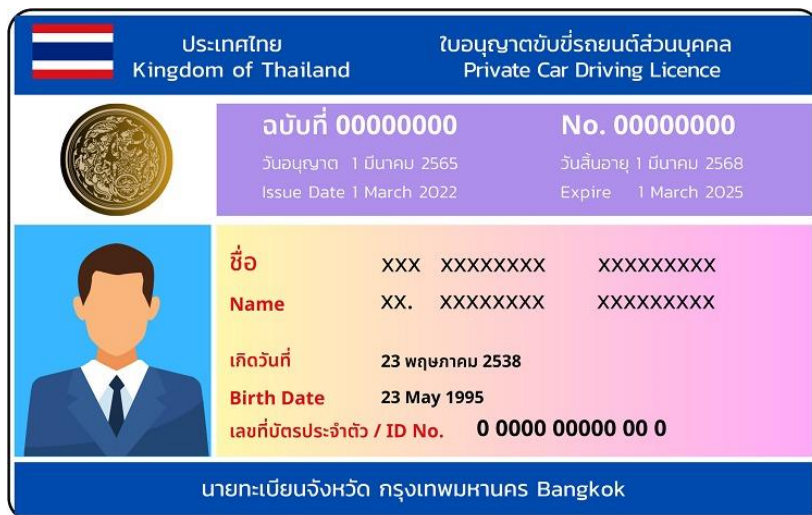 ประเทศไทย
Kingdom of Thailand
ใบอนุญาตขับขี่รถยนต์ส่วนบุคคล
Private Car Driving Licence
ฉบับที่ 00000000
No. 00000000
วันอนุญาต 1 มีนาคม 2565
วันสิ้นอายุ 1 มีนาคม 2568
Issue Date 1 March 2022
Expire 1 March 2025
ชื่อ xxx xxxxxxxx xxxxxxxxx
Name xx. xxxxxxxx xxxxxxxxx
เกิดวันที่ 23 พฤษภาคม 2538
Birth Date 23 May 1995
เลขที่บัตรประจำตัว / ID No. 0 0000 00000 00 0
นายทะเบียนจังหวัด กรุงเทพมหานคร Bangkok